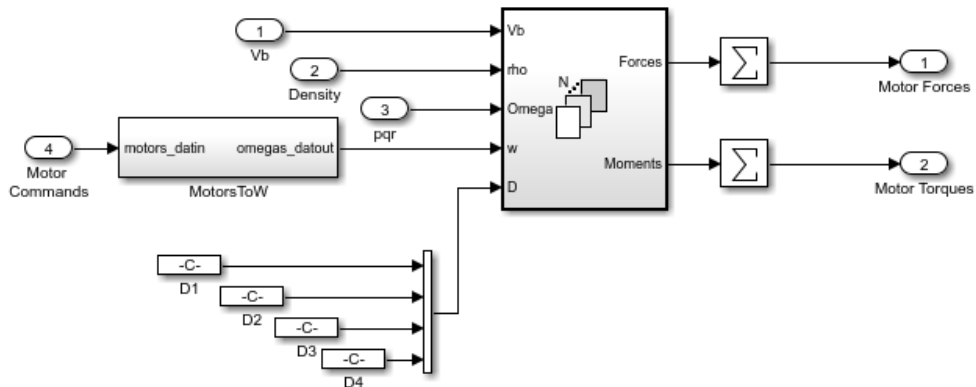 1
Vb
2
Density
3
pqr
4
Motor
Commands
motors_datin
omegas_datout
MotorsToW
Vb
rho
Omega
w
D
N
Forces
Moments
∑
∑
1
Motor Forces
2
Motor Torques
-C-
D1
-C-
D2
-C-
D3
-C-
D4